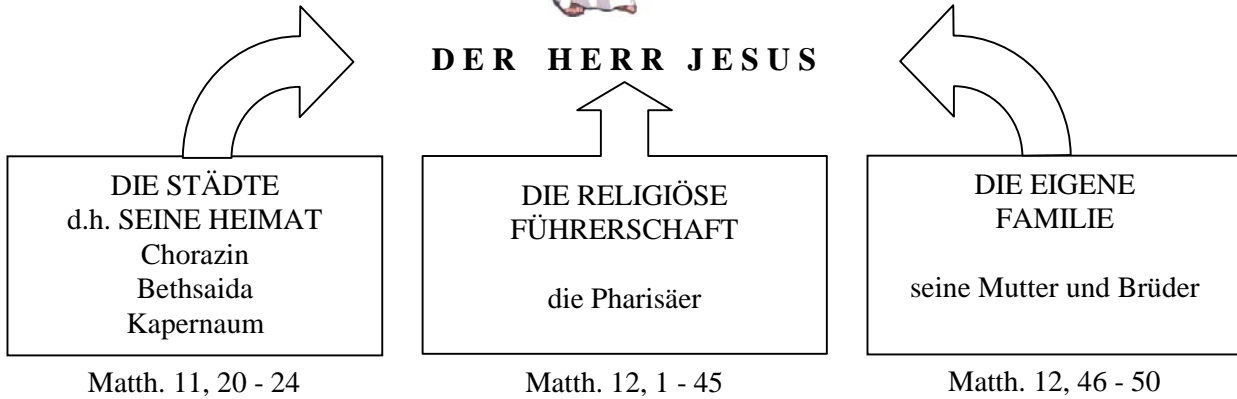 DER HERR JESUS
DIE STÄDTE
d.h. SEINE HEIMAT
Chorazin
Bethsaida
Kapernaum
Matth. 11, 20 - 24
DIE RELIGIÖSE
FÜHRERSCHAFT
die Pharisäer
Matth. 12, 1 - 45
DIE EIGENE
FAMILIE
seine Mutter und Brüder
Matth. 12, 46 - 50